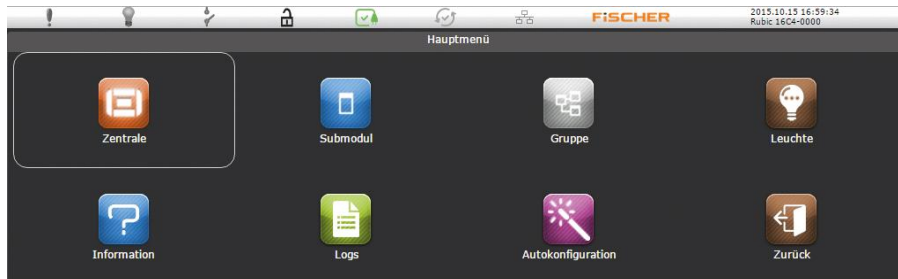 FiSCHER
2015.10.15 16:59:34
Rubic 16C4-0000
Hauptmenü
Zentrale
Submodul
Gruppe
Leuchte
Information
Logs
Autokonfiguration
Zurück